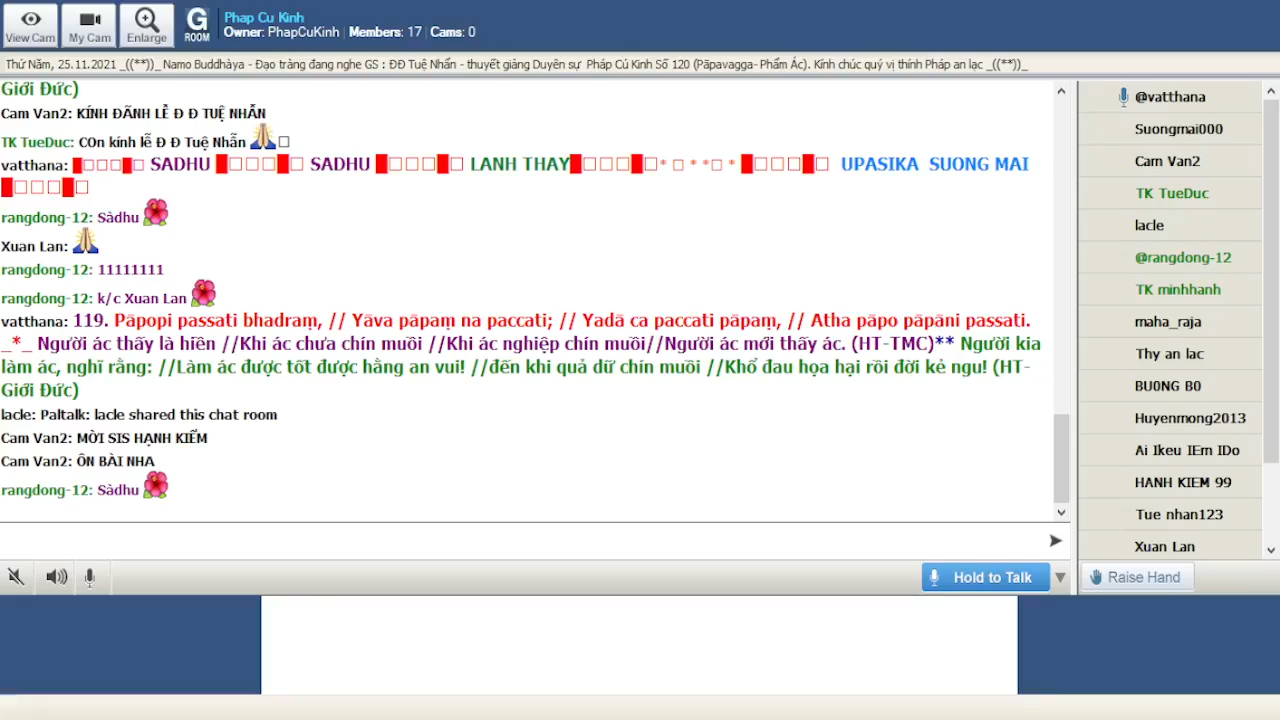 View Cam
My Cam
Enlarge
G
ROOM
Phap Cu Kinh
Owner: PhapCuKinh | Members: 17 | Cams: 0
Thứ Năm, 25.11.2021 _((**))_ Namo Buddhàya - Đạo tràng đang nghe GS : ĐĐ Tuệ Nhẫn - thuyết giảng Duyên sự Pháp Cú Kinh Số 120 (Pāpavagga- Phẩm Ác). Kính chúc quý vị thính Pháp an lạc _((**))_
Giới Đức)
Cam Van2: KÍNH ĐÃNH LỄ Đ Đ TUỆ NHẪN
TK TueDuc: COn kính lễ Đ Đ Tuệ Nhẫn
vatthana: SADHU SADHU LANH THAY * * * * UPASIKA SUONG MAI
rangdong-12: Sàdhu
Xuan Lan:
rangdong-12: 11111111
rangdong-12: k/c Xuan Lan
vatthana: 119. Pāpopi passati bhadraṃ, // Yāva pāpaṃ na paccati; // Yadā ca paccati pāpaṃ, // Atha pāpo pāpāni passati.
_*_ Người ác thấy là hiền //Khi ác chưa chín muồi //Khi ác nghiệp chín muồi//Người ác mới thấy ác. (HT-TMC)** Người kia
làm ác, nghĩ rằng: //Làm ác được tốt được hằng an vui! //đến khi quả dữ chín muồi //Khổ đau họa hại rồi đời kẻ ngu! (HT-
Giới Đức)
lacle: Paltalk: lacle shared this chat room
Cam Van2: MỜI SIS HẠNH KIỂM
Cam Van2: ÔN BÀI NHA
rangdong-12: Sàdhu
Hold to Talk
@vatthana
Suongmai000
Cam Van2
TK TueDuc
lacle
@rangdong-12
TK minhhanh
maha_raja
Thy an lac
BU0NG B0
Huyenmong2013
Ai Ikeu IEm IDo
HANH KIEM 99
Tue nhan123
Xuan Lan
Raise Hand